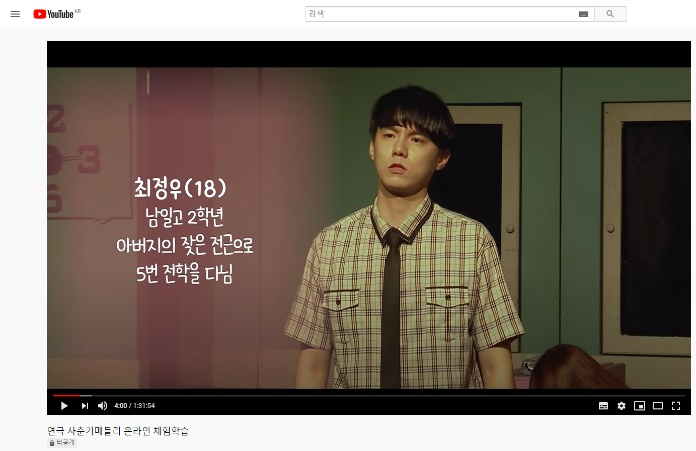 YouTube KR
검색
최정우(18)
남일고 2학년
아버지의 잦은 전근으로
5번 전학을 다님
4:00 / 1:31:54
연극 사춘기메들리 온라인 체험학습
비공개